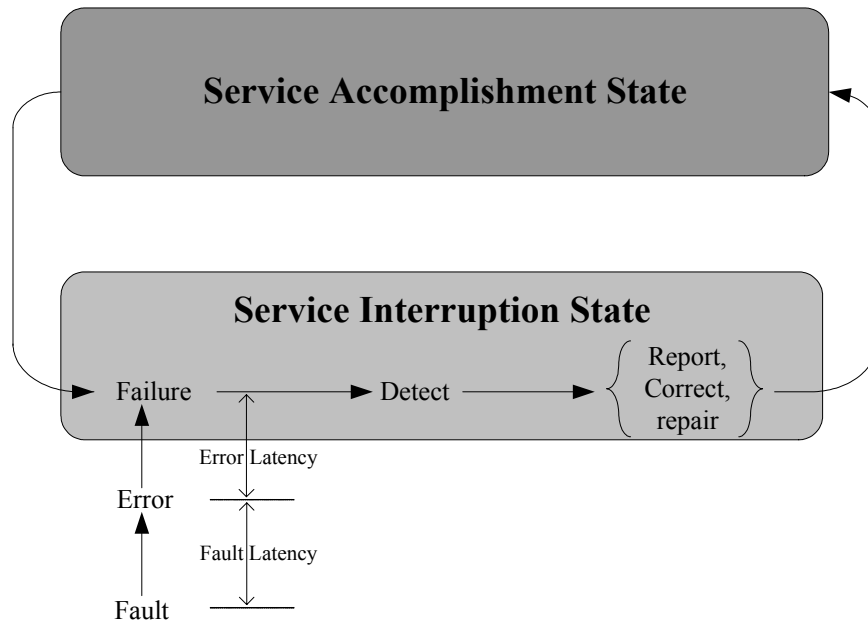 Service Accomplishment State
Service Interruption State
Failure
Detect
Report,
Correct,
repair
Error Latency
Error
Fault Latency
Fault